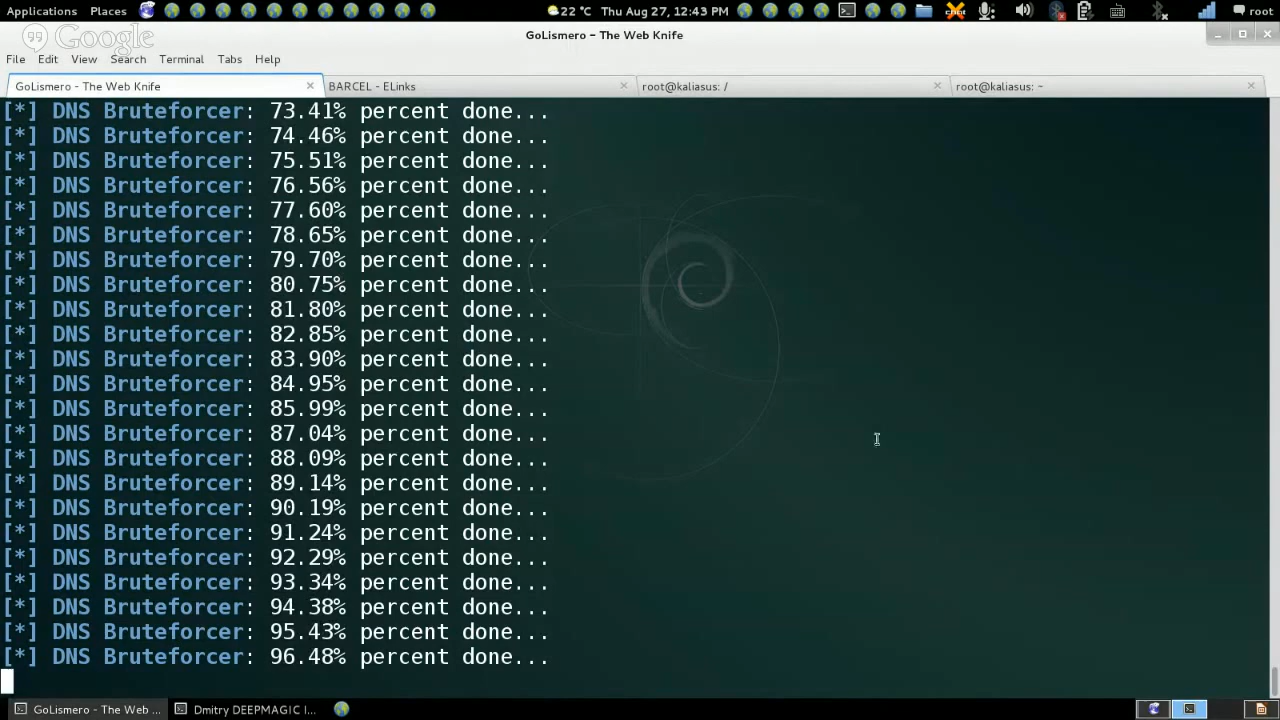 Applications Places 22 °C Thu Aug 27, 12:43 PM root
Google
GoLismero - The Web Knife
File Edit View Search Terminal Tabs Help
GoLismero - The Web Knife BARCEL - ELinks root@kaliasus: / root@kaliasus: ~
[*] DNS Bruteforcer: 73.41% percent done...
[*] DNS Bruteforcer: 74.46% percent done...
[*] DNS Bruteforcer: 75.51% percent done...
[*] DNS Bruteforcer: 76.56% percent done...
[*] DNS Bruteforcer: 77.60% percent done...
[*] DNS Bruteforcer: 78.65% percent done...
[*] DNS Bruteforcer: 79.70% percent done...
[*] DNS Bruteforcer: 80.75% percent done...
[*] DNS Bruteforcer: 81.80% percent done...
[*] DNS Bruteforcer: 82.85% percent done...
[*] DNS Bruteforcer: 83.90% percent done...
[*] DNS Bruteforcer: 84.95% percent done...
[*] DNS Bruteforcer: 85.99% percent done...
[*] DNS Bruteforcer: 87.04% percent done...
[*] DNS Bruteforcer: 88.09% percent done...
[*] DNS Bruteforcer: 89.14% percent done...
[*] DNS Bruteforcer: 90.19% percent done...
[*] DNS Bruteforcer: 91.24% percent done...
[*] DNS Bruteforcer: 92.29% percent done...
[*] DNS Bruteforcer: 93.34% percent done...
[*] DNS Bruteforcer: 94.38% percent done...
[*] DNS Bruteforcer: 95.43% percent done...
[*] DNS Bruteforcer: 96.48% percent done...
GoLismero - The Web ... Dmitry DEEPMAGIC I...